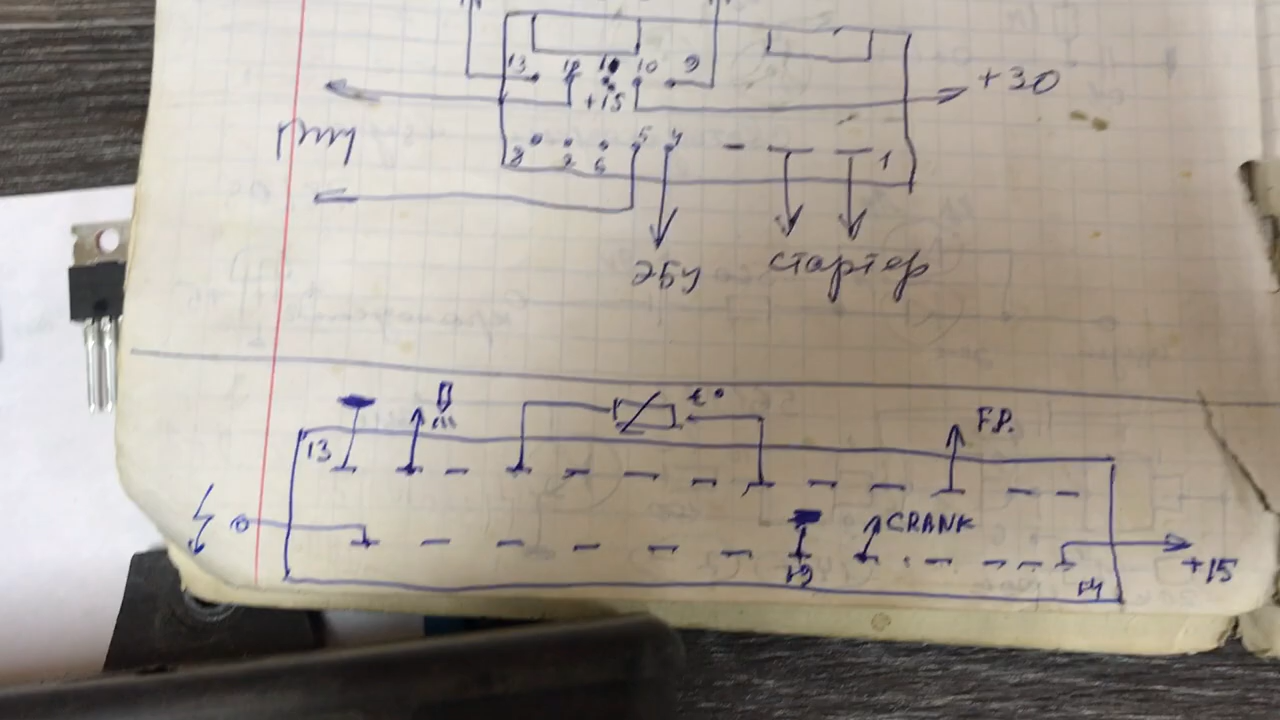 13 12 11 10 9
+30
+15
РПУ
8 7 6 5 4 1
ЭБУ стартер
t°
F.P.
13
CRANK
19 14
+15